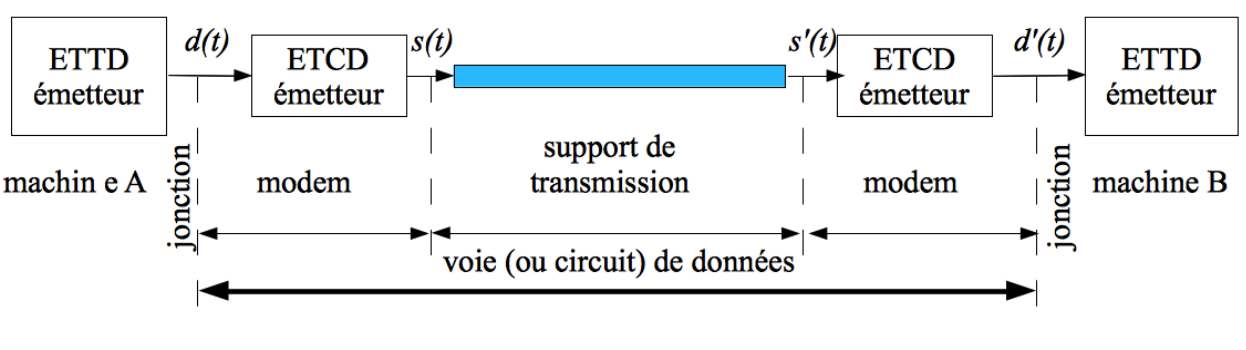 ETTD
émetteur
d(t)
ETCD
émetteur
s(t)
s'(t)
ETCD
émetteur
d'(t)
ETTD
émetteur
machin e A
jonction
modem
support de
transmission
modem
jonction
machine B
voie (ou circuit) de données